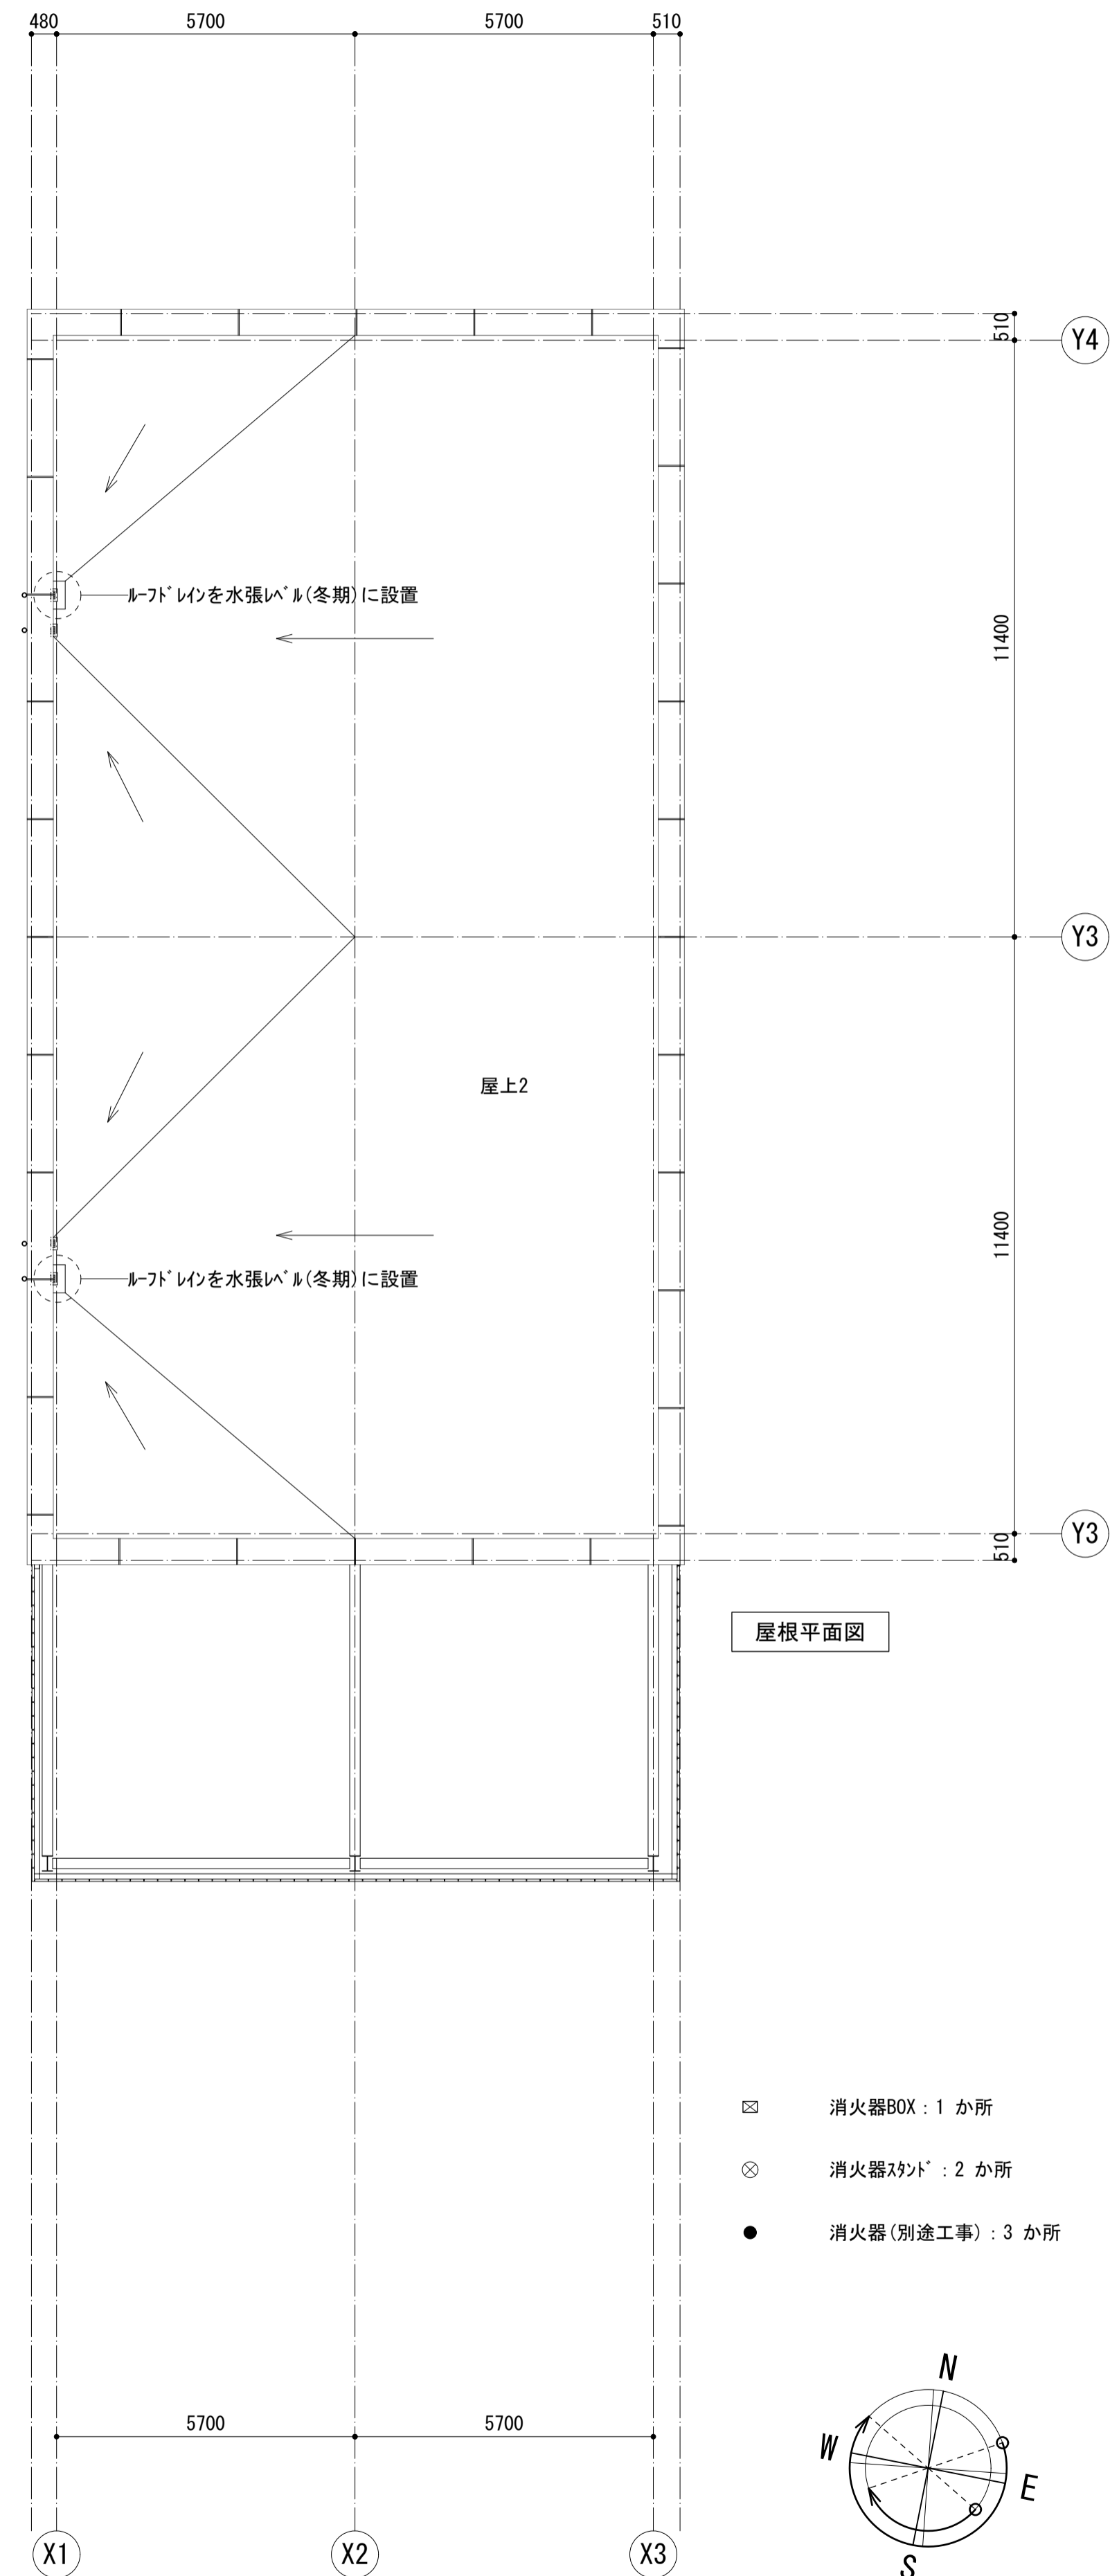 480 5700 5700 510
510
Y4
ﾙｰﾌﾄﾞﾚｲﾝを水張ﾚﾍﾞﾙ(冬期)に設置
11400
Y3
屋上2
11400
ﾙｰﾌﾄﾞﾚｲﾝを水張ﾚﾍﾞﾙ(冬期)に設置
Y3
510
屋根平面図
消火器BOX：1 か所
消火器ｽﾀﾝﾄﾞ：2 か所
消火器(別途工事)：3 か所
N
W
E
S
5700 5700
X1 X2 X3